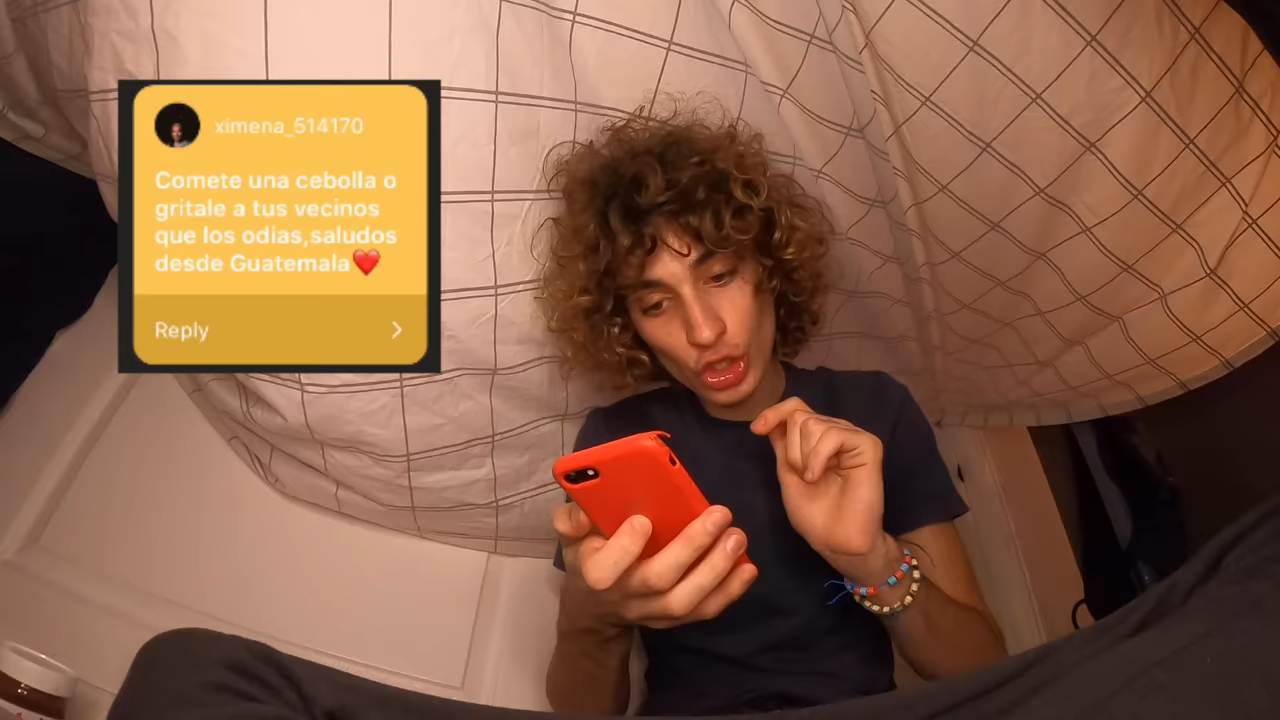 ximena_514170
Comete una cebolla o
gritale a tus vecinos
que los odias,saludos
desde Guatemala❤️
Reply